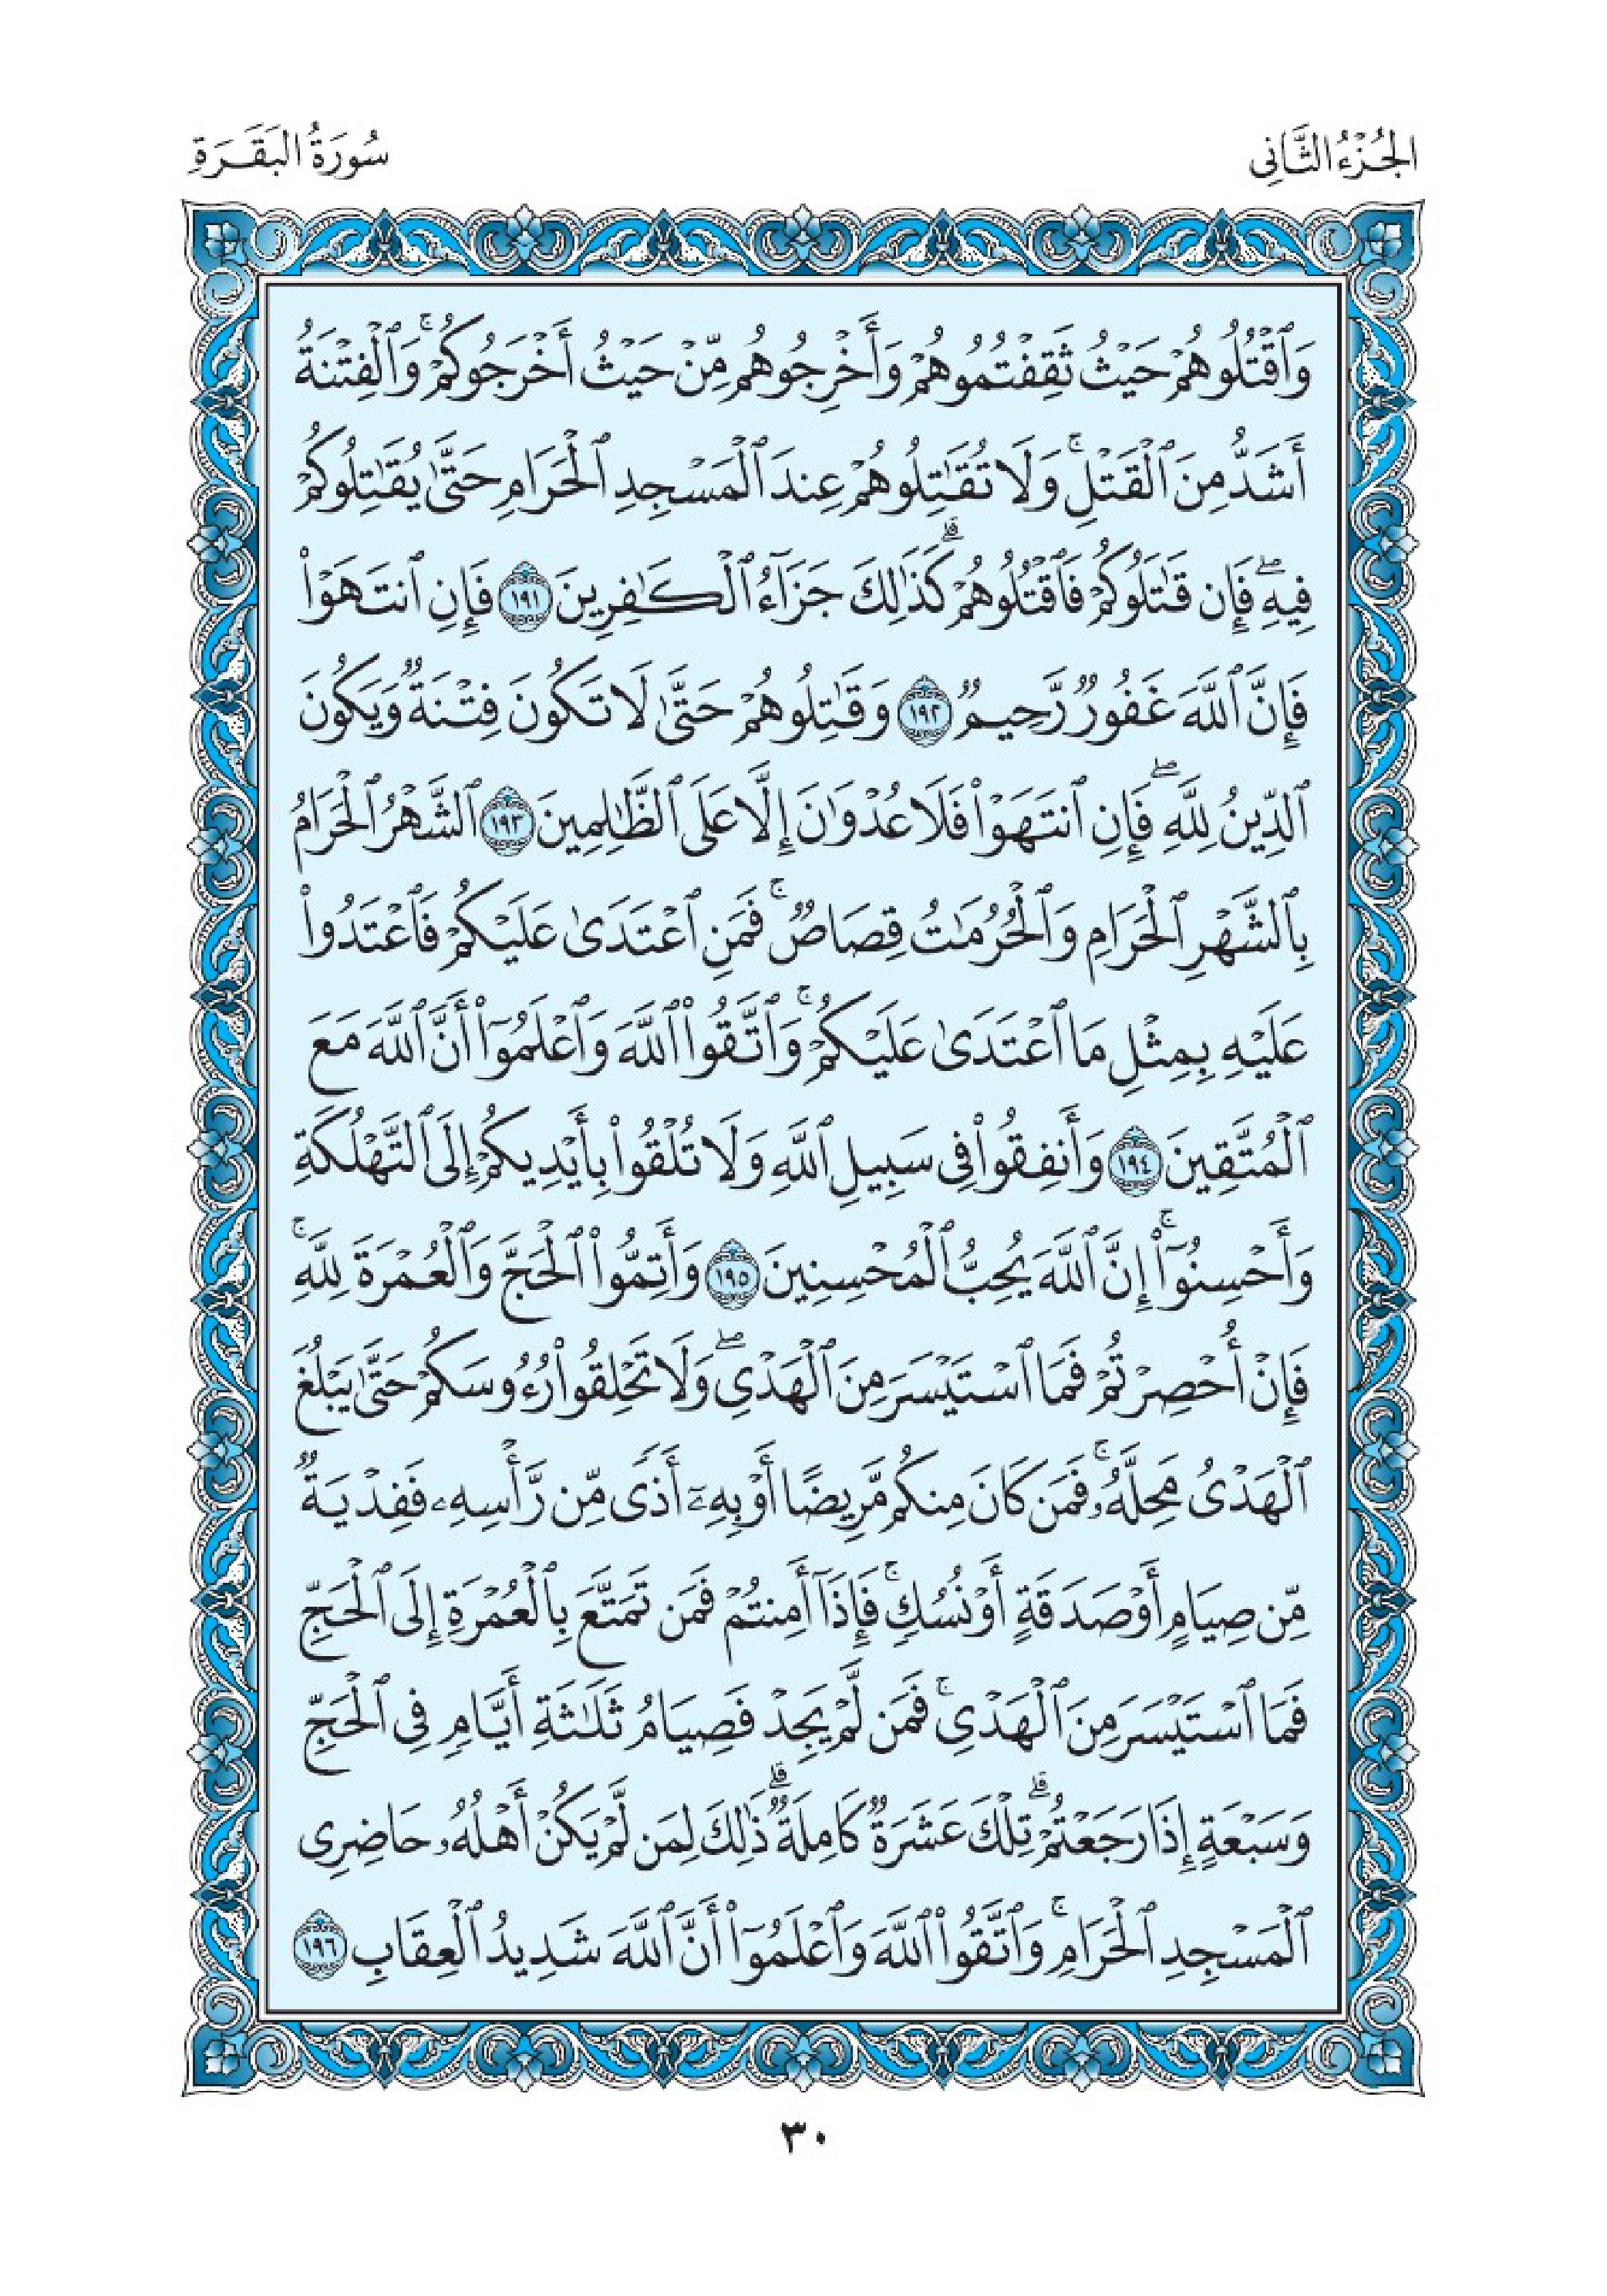 الجُزْءُ الثَّانِي
سُورَةُ البَقَرَةِ
وَٱقْتُلُوهُمْ حَيْثُ ثَقِفْتُمُوهُمْ وَأَخْرِجُوهُم مِّنْ حَيْثُ أَخْرَجُوكُمْ ۚ وَٱلْفِتْنَةُ
أَشَدُّ مِنَ ٱلْقَتْلِ ۚ وَلَا تُقَٰتِلُوهُمْ عِندَ ٱلْمَسْجِدِ ٱلْحَرَامِ حَتَّىٰ يُقَٰتِلُوكُمْ
فِيهِ ۖ فَإِن قَٰتَلُوكُمْ فَٱقْتُلُوهُمْ ۗ كَذَٰلِكَ جَزَآءُ ٱلْكَٰفِرِينَ ١٩١ فَإِنِ ٱنتَهَوْا۟
فَإِنَّ ٱللَّهَ غَفُورٌ رَّحِيمٌ ١٩٢ وَقَٰتِلُوهُمْ حَتَّىٰ لَا تَكُونَ فِتْنَةٌ وَيَكُونَ
ٱلدِّينُ لِلَّهِ ۖ فَإِنِ ٱنتَهَوْا۟ فَلَا عُدْوَٰنَ إِلَّا عَلَى ٱلظَّٰلِمِينَ ١٩٣ ٱلشَّهْرُ ٱلْحَرَامُ
بِٱلشَّهْرِ ٱلْحَرَامِ وَٱلْحُرُمَٰتُ قِصَاصٌ ۚ فَمَنِ ٱعْتَدَىٰ عَلَيْكُمْ فَٱعْتَدُوا۟
عَلَيْهِ بِمِثْلِ مَا ٱعْتَدَىٰ عَلَيْكُمْ ۚ وَٱتَّقُوا۟ ٱللَّهَ وَٱعْلَمُوٓا۟ أَنَّ ٱللَّهَ مَعَ
ٱلْمُتَّقِينَ ١٩٤ وَأَنفِقُوا۟ فِى سَبِيلِ ٱللَّهِ وَلَا تُلْقُوا۟ بِأَيْدِيكُمْ إِلَى ٱلتَّهْلُكَةِ
وَأَحْسِنُوٓا۟ ۚ إِنَّ ٱللَّهَ يُحِبُّ ٱلْمُحْسِنِينَ ١٩٥ وَأَتِمُّوا۟ ٱلْحَجَّ وَٱلْعُمْرَةَ لِلَّهِ ۚ
فَإِنْ أُحْصِرْتُمْ فَمَا ٱسْتَيْسَرَ مِنَ ٱلْهَدْىِ ۖ وَلَا تَحْلِقُوا۟ رُءُوسَكُمْ حَتَّىٰ يَبْلُغَ
ٱلْهَدْىُ مَحِلَّهُۥ ۚ فَمَن كَانَ مِنكُم مَّرِيضًا أَوْ بِهِۦٓ أَذًى مِّن رَّأْسِهِۦ فَفِدْيَةٌ
مِّن صِيَامٍ أَوْ صَدَقَةٍ أَوْ نُسُكٍ ۚ فَإِذَآ أَمِنتُمْ فَمَن تَمَتَّعَ بِٱلْعُمْرَةِ إِلَى ٱلْحَجِّ
فَمَا ٱسْتَيْسَرَ مِنَ ٱلْهَدْىِ ۚ فَمَن لَّمْ يَجِدْ فَصِيَامُ ثَلَٰثَةِ أَيَّامٍ فِى ٱلْحَجِّ
وَسَبْعَةٍ إِذَا رَجَعْتُمْ ۗ تِلْكَ عَشَرَةٌ كَامِلَةٌ ۗ ذَٰلِكَ لِمَن لَّمْ يَكُنْ أَهْلُهُۥ حَاضِرِى
ٱلْمَسْجِدِ ٱلْحَرَامِ ۚ وَٱتَّقُوا۟ ٱللَّهَ وَٱعْلَمُوٓا۟ أَنَّ ٱللَّهَ شَدِيدُ ٱلْعِقَابِ ١٩٦
٣٠